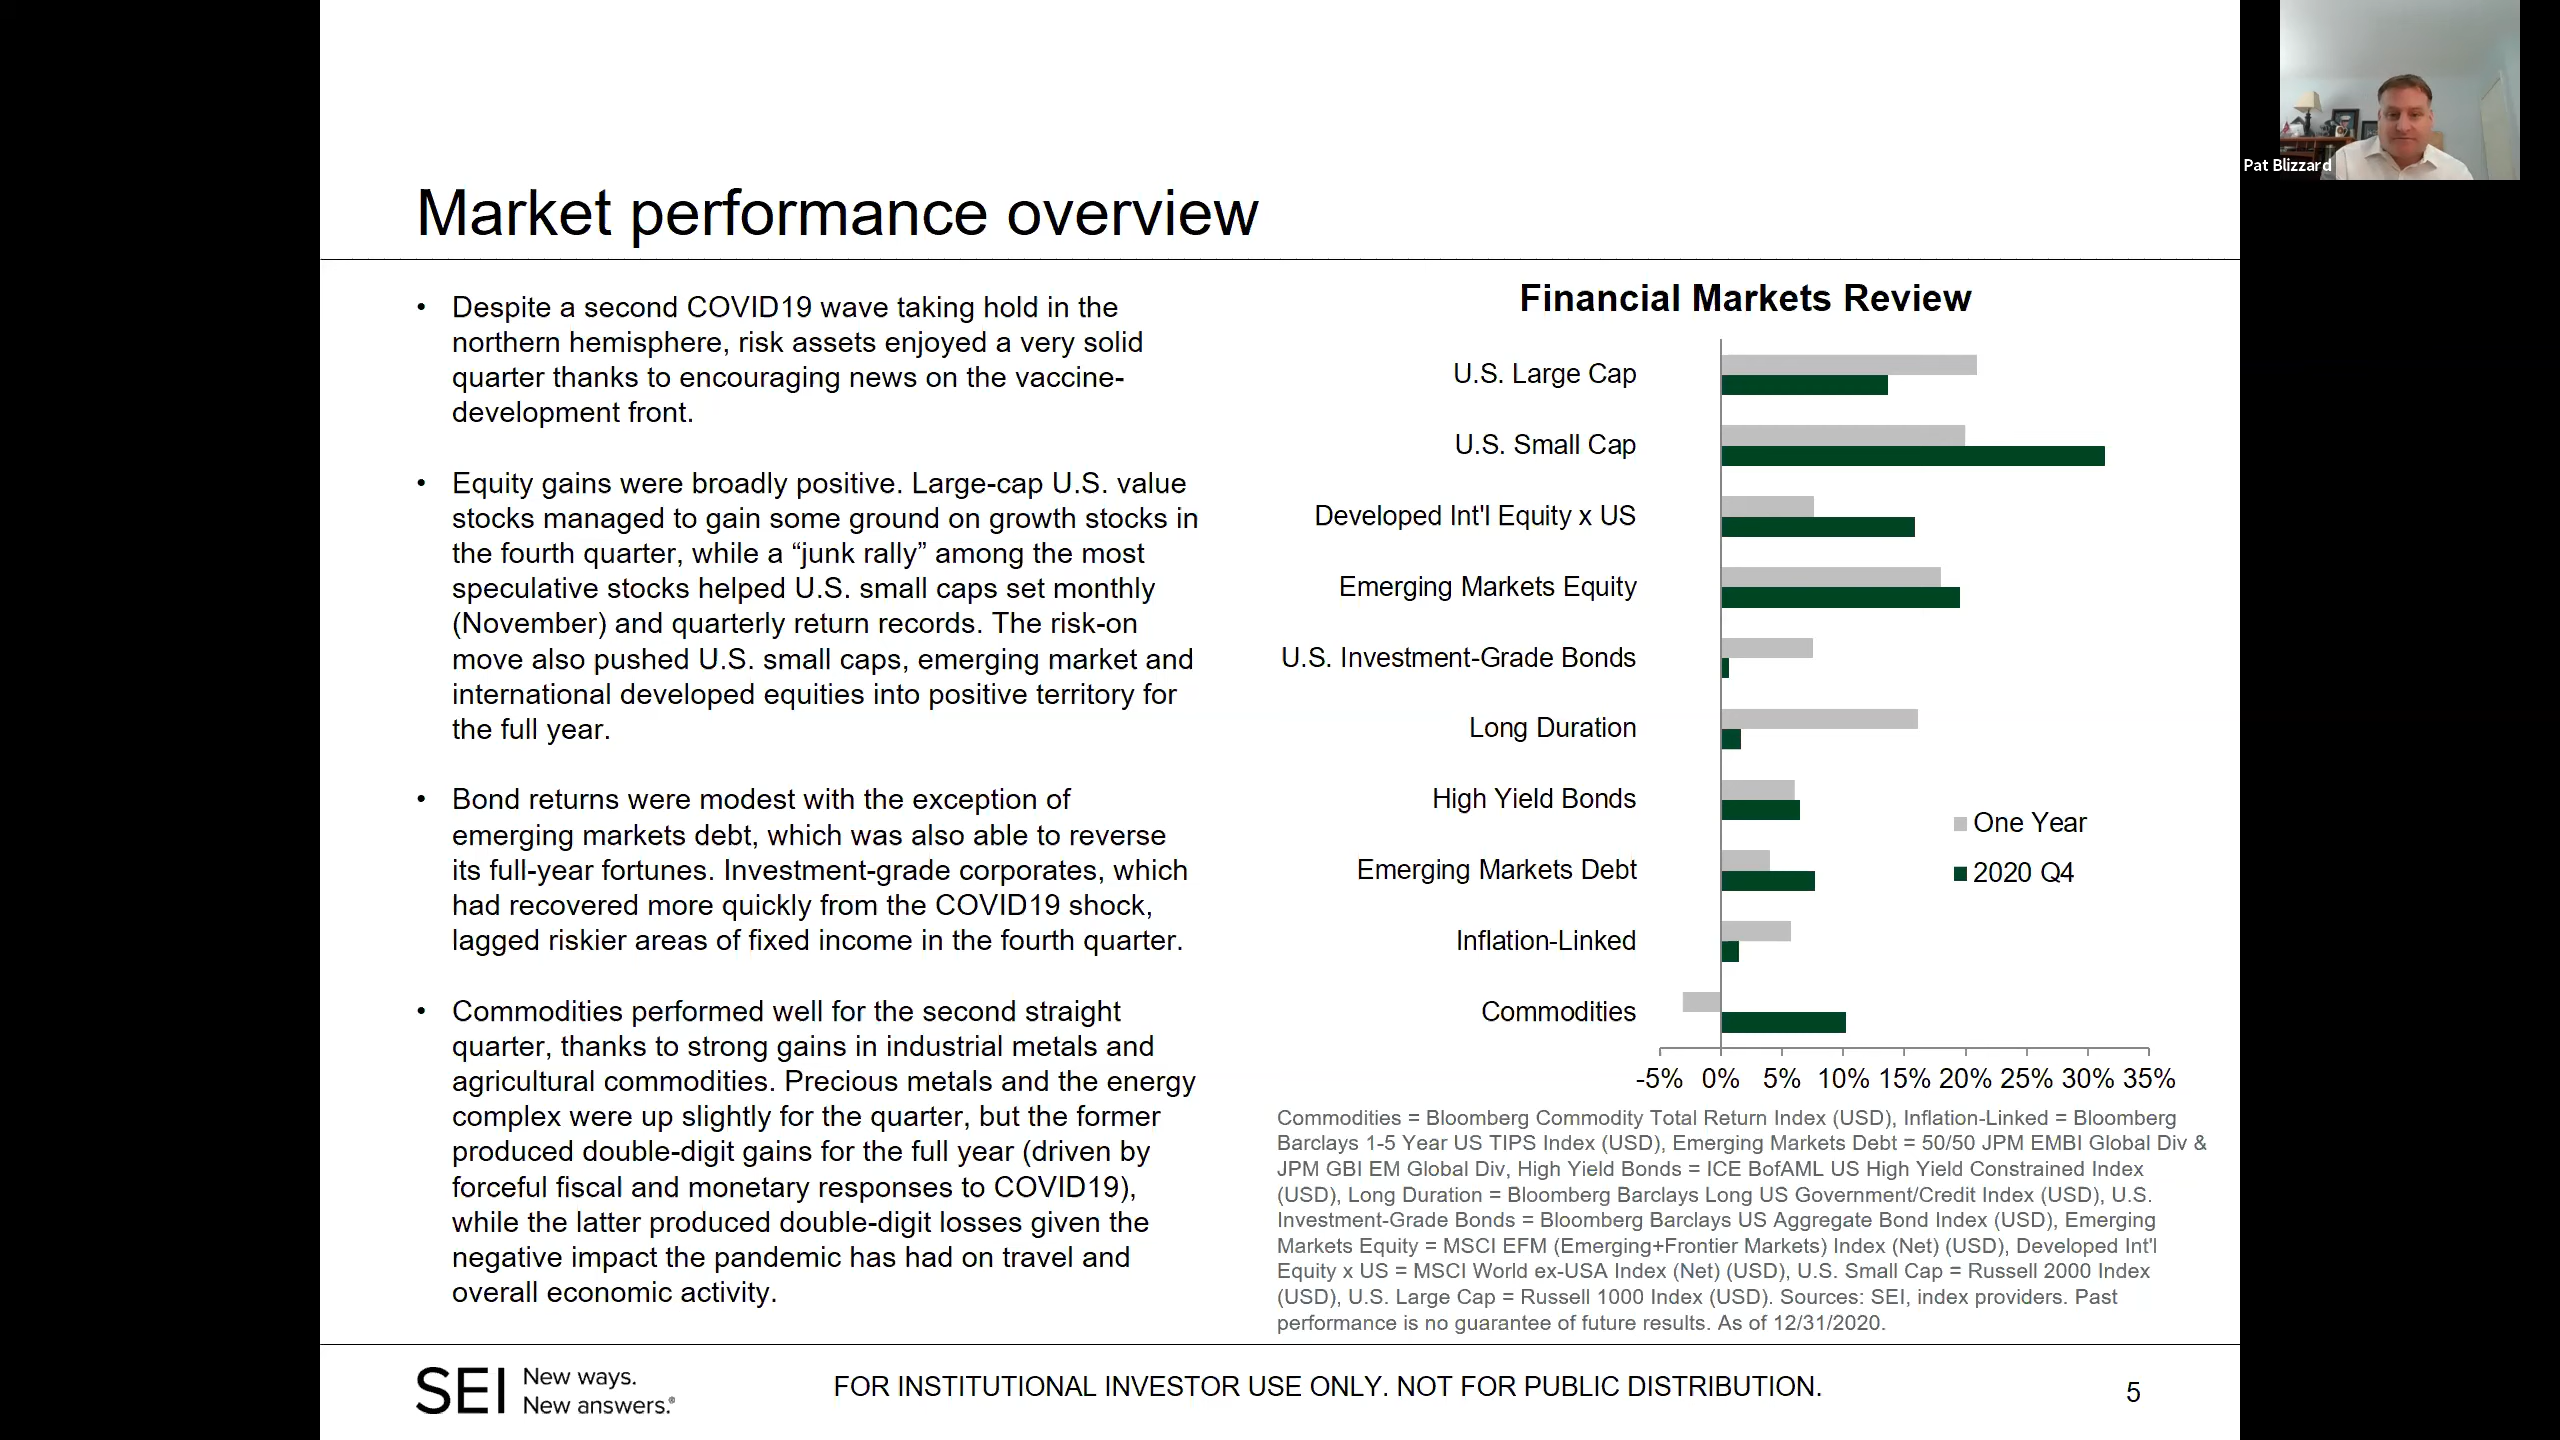 Pat Blizzard
Market performance overview
• Despite a second COVID19 wave taking hold in the
northern hemisphere, risk assets enjoyed a very solid
quarter thanks to encouraging news on the vaccine-
development front.
• Equity gains were broadly positive. Large-cap U.S. value
stocks managed to gain some ground on growth stocks in
the fourth quarter, while a “junk rally” among the most
speculative stocks helped U.S. small caps set monthly
(November) and quarterly return records. The risk-on
move also pushed U.S. small caps, emerging market and
international developed equities into positive territory for
the full year.
• Bond returns were modest with the exception of
emerging markets debt, which was also able to reverse
its full-year fortunes. Investment-grade corporates, which
had recovered more quickly from the COVID19 shock,
lagged riskier areas of fixed income in the fourth quarter.
• Commodities performed well for the second straight
quarter, thanks to strong gains in industrial metals and
agricultural commodities. Precious metals and the energy
complex were up slightly for the quarter, but the former
produced double-digit gains for the full year (driven by
forceful fiscal and monetary responses to COVID19),
while the latter produced double-digit losses given the
negative impact the pandemic has had on travel and
overall economic activity.
Financial Markets Review
U.S. Large Cap
U.S. Small Cap
Developed Int'l Equity x US
Emerging Markets Equity
U.S. Investment-Grade Bonds
Long Duration
High Yield Bonds
Emerging Markets Debt
Inflation-Linked
Commodities
One Year
2020 Q4
-5% 0% 5% 10% 15% 20% 25% 30% 35%
Commodities = Bloomberg Commodity Total Return Index (USD), Inflation-Linked = Bloomberg
Barclays 1-5 Year US TIPS Index (USD), Emerging Markets Debt = 50/50 JPM EMBI Global Div &
JPM GBI EM Global Div, High Yield Bonds = ICE BofAML US High Yield Constrained Index
(USD), Long Duration = Bloomberg Barclays Long US Government/Credit Index (USD), U.S.
Investment-Grade Bonds = Bloomberg Barclays US Aggregate Bond Index (USD), Emerging
Markets Equity = MSCI EFM (Emerging+Frontier Markets) Index (Net) (USD), Developed Int'l
Equity x US = MSCI World ex-USA Index (Net) (USD), U.S. Small Cap = Russell 2000 Index
(USD), U.S. Large Cap = Russell 1000 Index (USD). Sources: SEI, index providers. Past
performance is no guarantee of future results. As of 12/31/2020.
SEI New ways.
New answers.®
FOR INSTITUTIONAL INVESTOR USE ONLY. NOT FOR PUBLIC DISTRIBUTION.
5